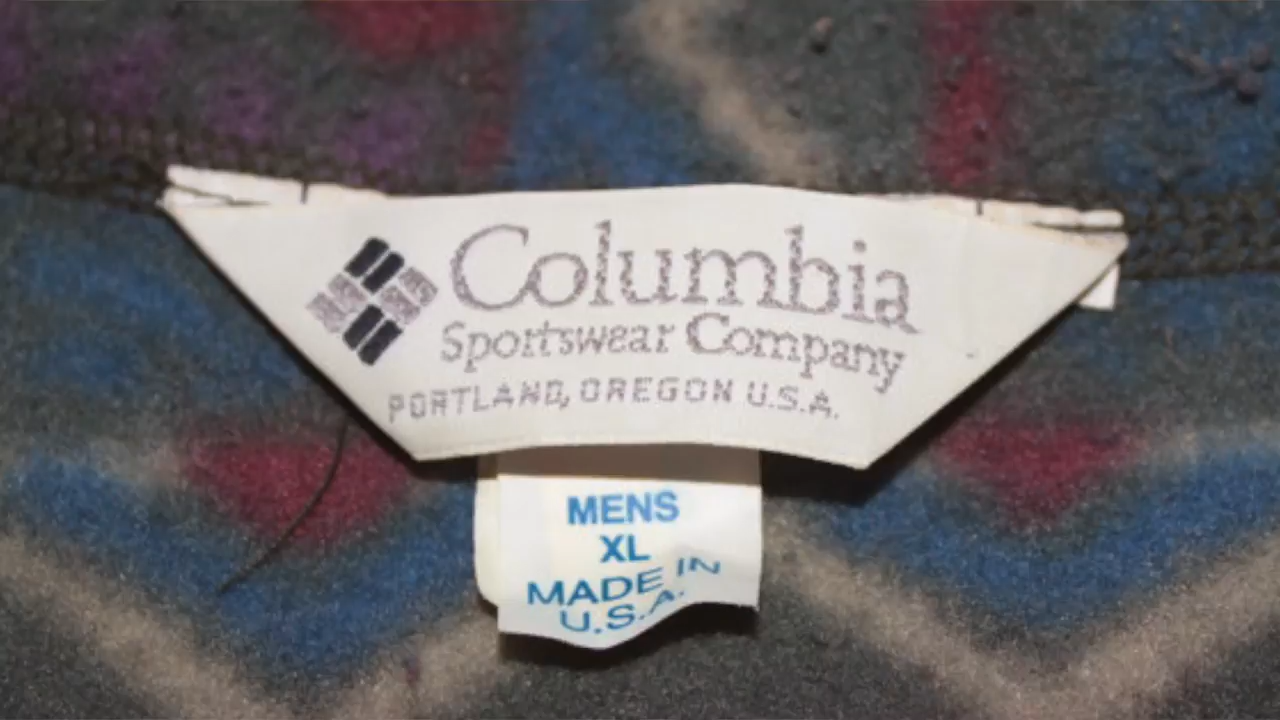 Columbia
Sportswear Company
PORTLAND, OREGON U.S.A.
MENS
XL
MADE IN
U.S.A.